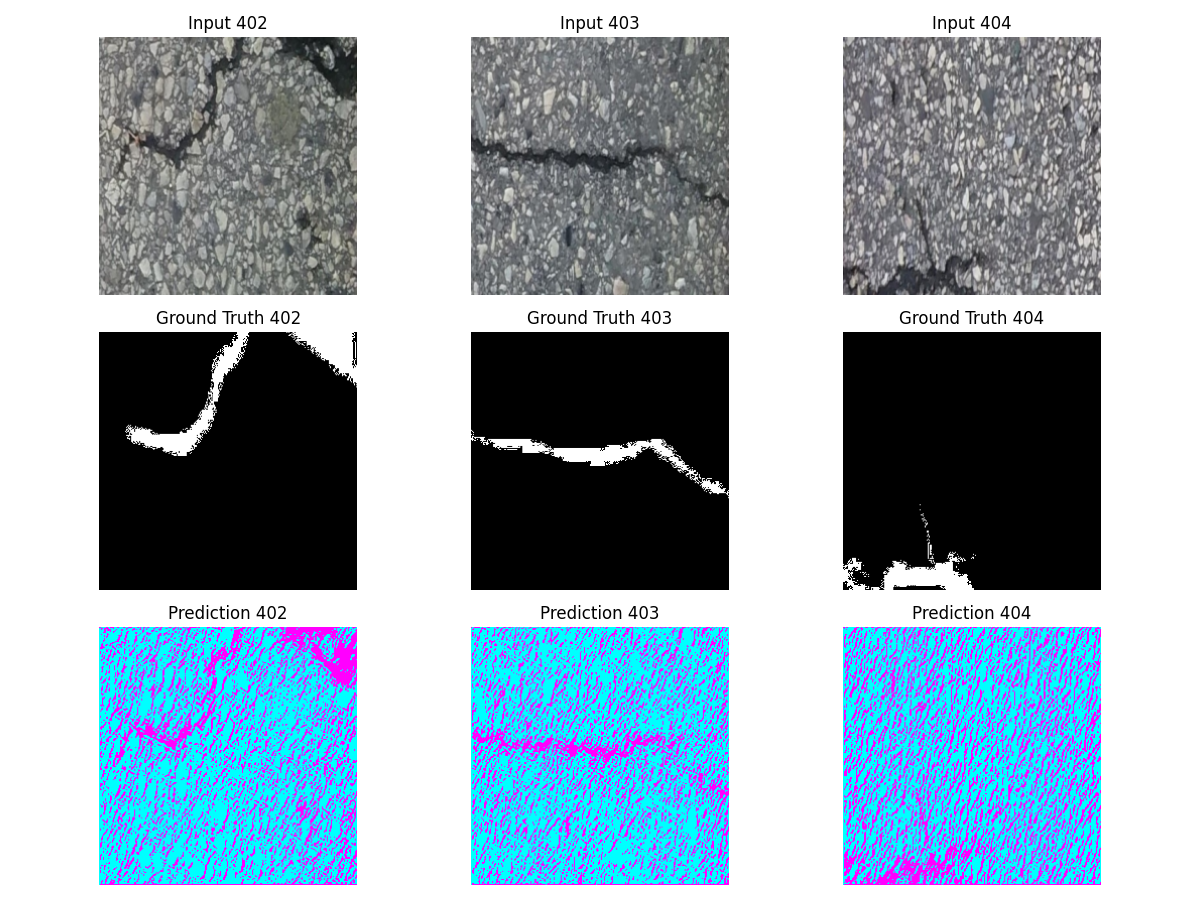 Input 402
Input 403
Input 404
Ground Truth 402
Ground Truth 403
Ground Truth 404
Prediction 402
Prediction 403
Prediction 404